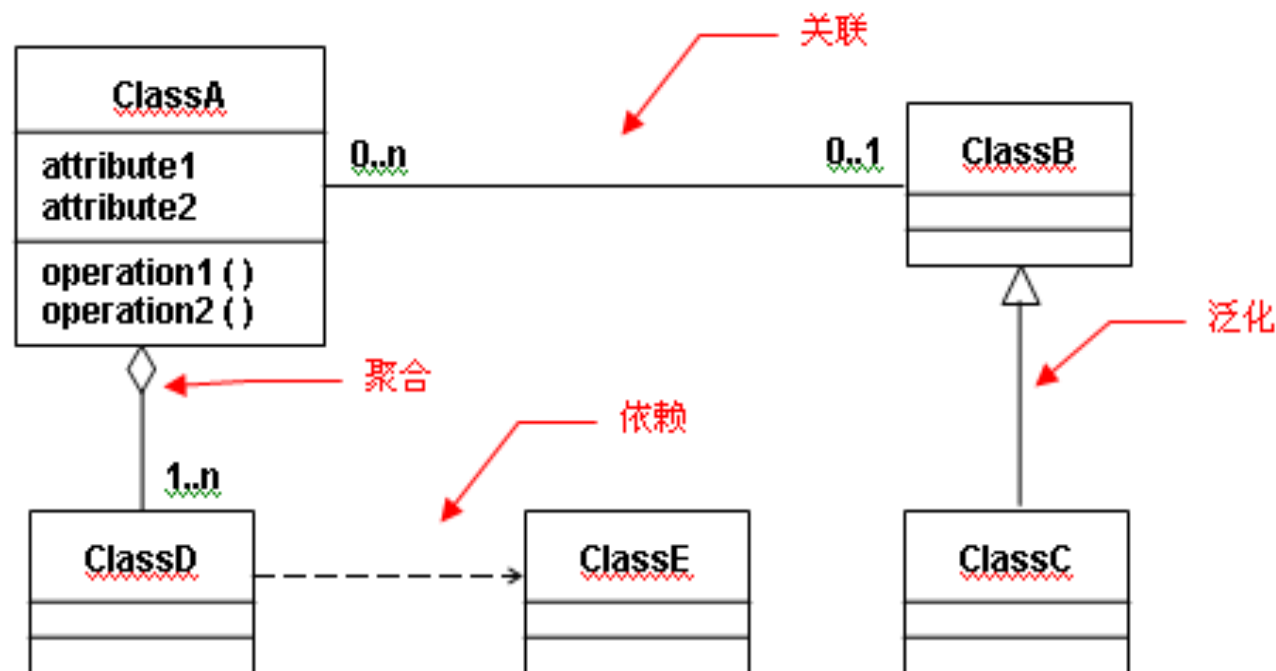 关联
ClassA
attribute1
attribute2
operation1 ( )
operation2 ( )
0..n
0..1
ClassB
泛化
聚合
依赖
1..n
ClassD
ClassE
ClassC